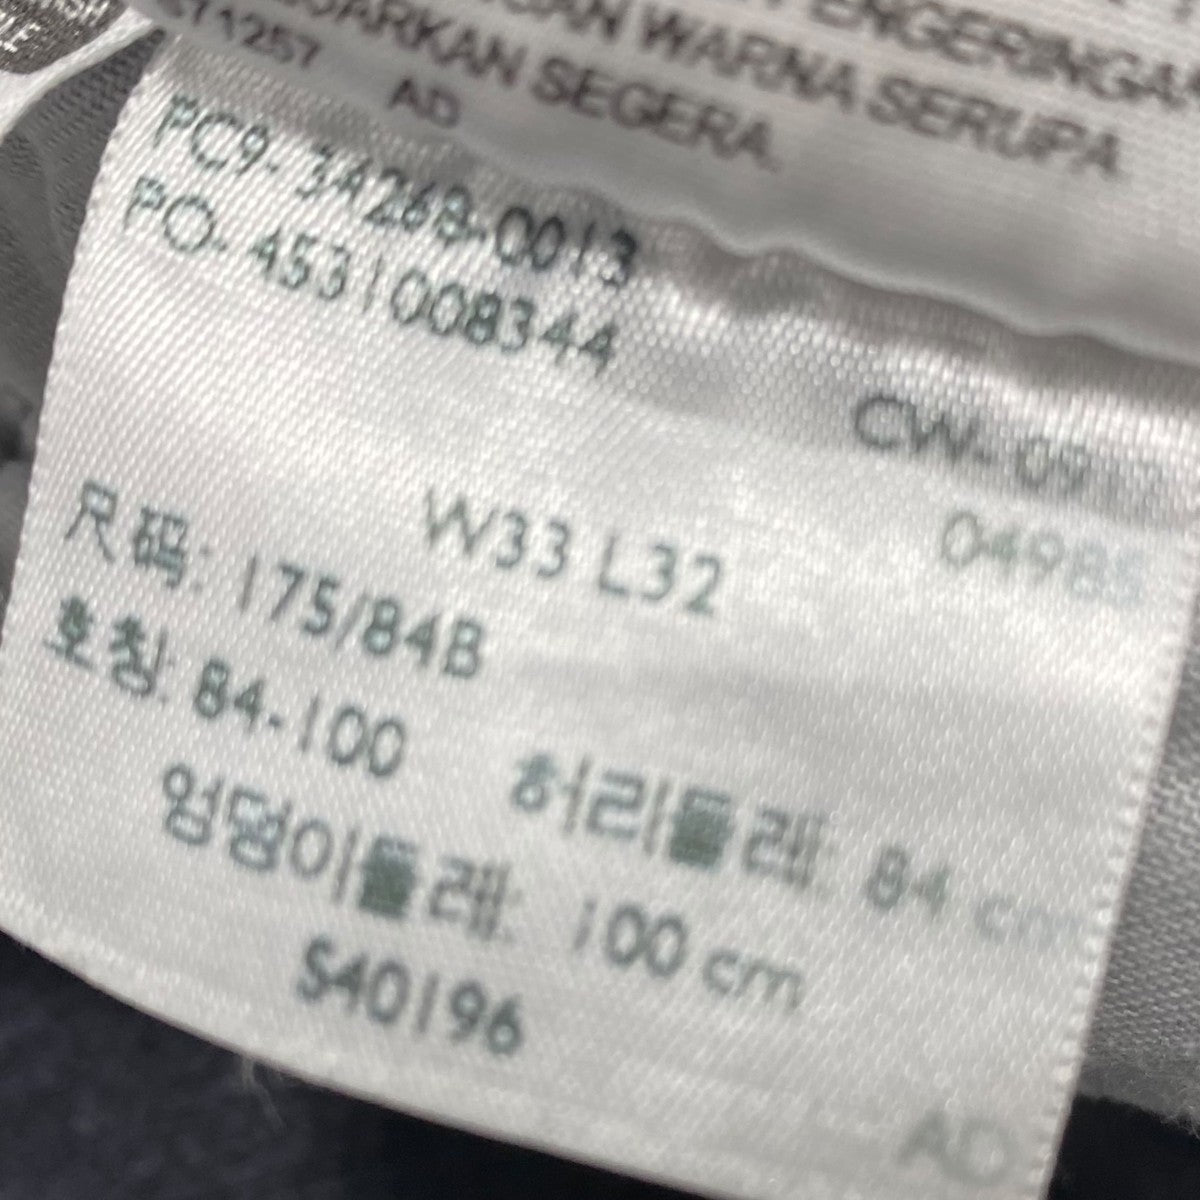 ENGERINGAN
WARNA SERUPA
ARKAN SEGERA.
71257 AD
PC9- 34268-0013
PO- 4531008344
CW- 09
04985
W33 L32
尺码: 175/84B
호칭: 84-100
허리둘레: 84 cm
엉덩이둘레: 100 cm
S40196
AD